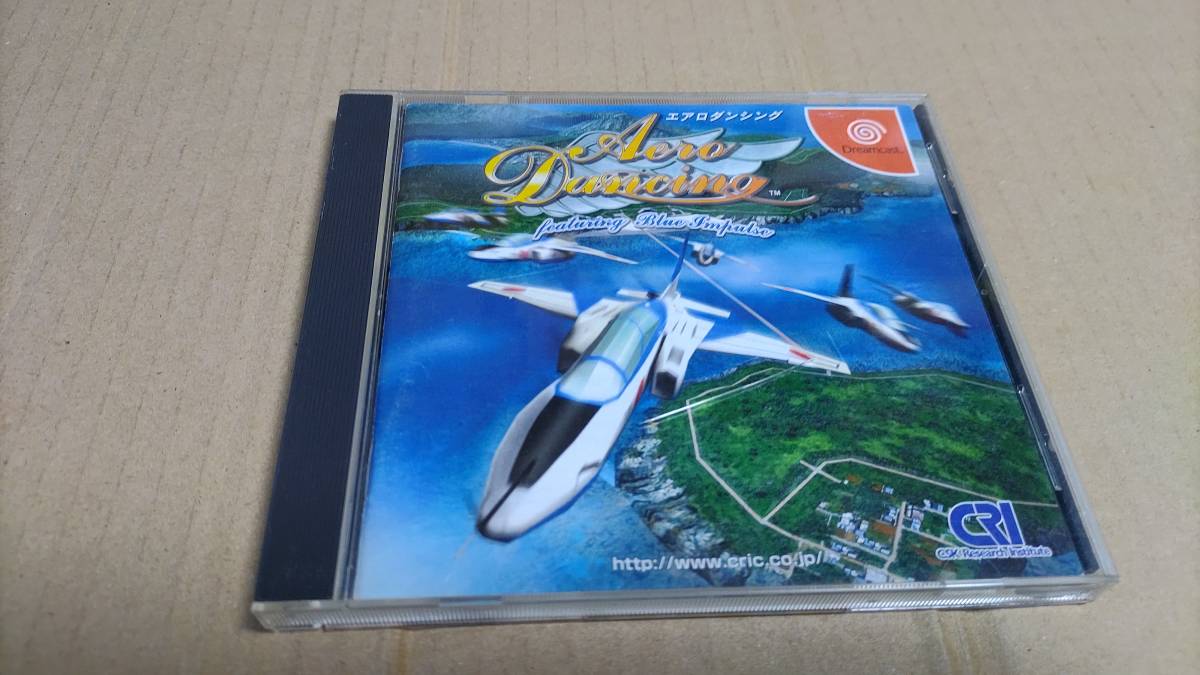 エアロダンシング
Aero
Dancing
TM
featuring Blue Impulse
Dreamcast
CRI
CSK Research Institute
http://www.cric.co.jp/